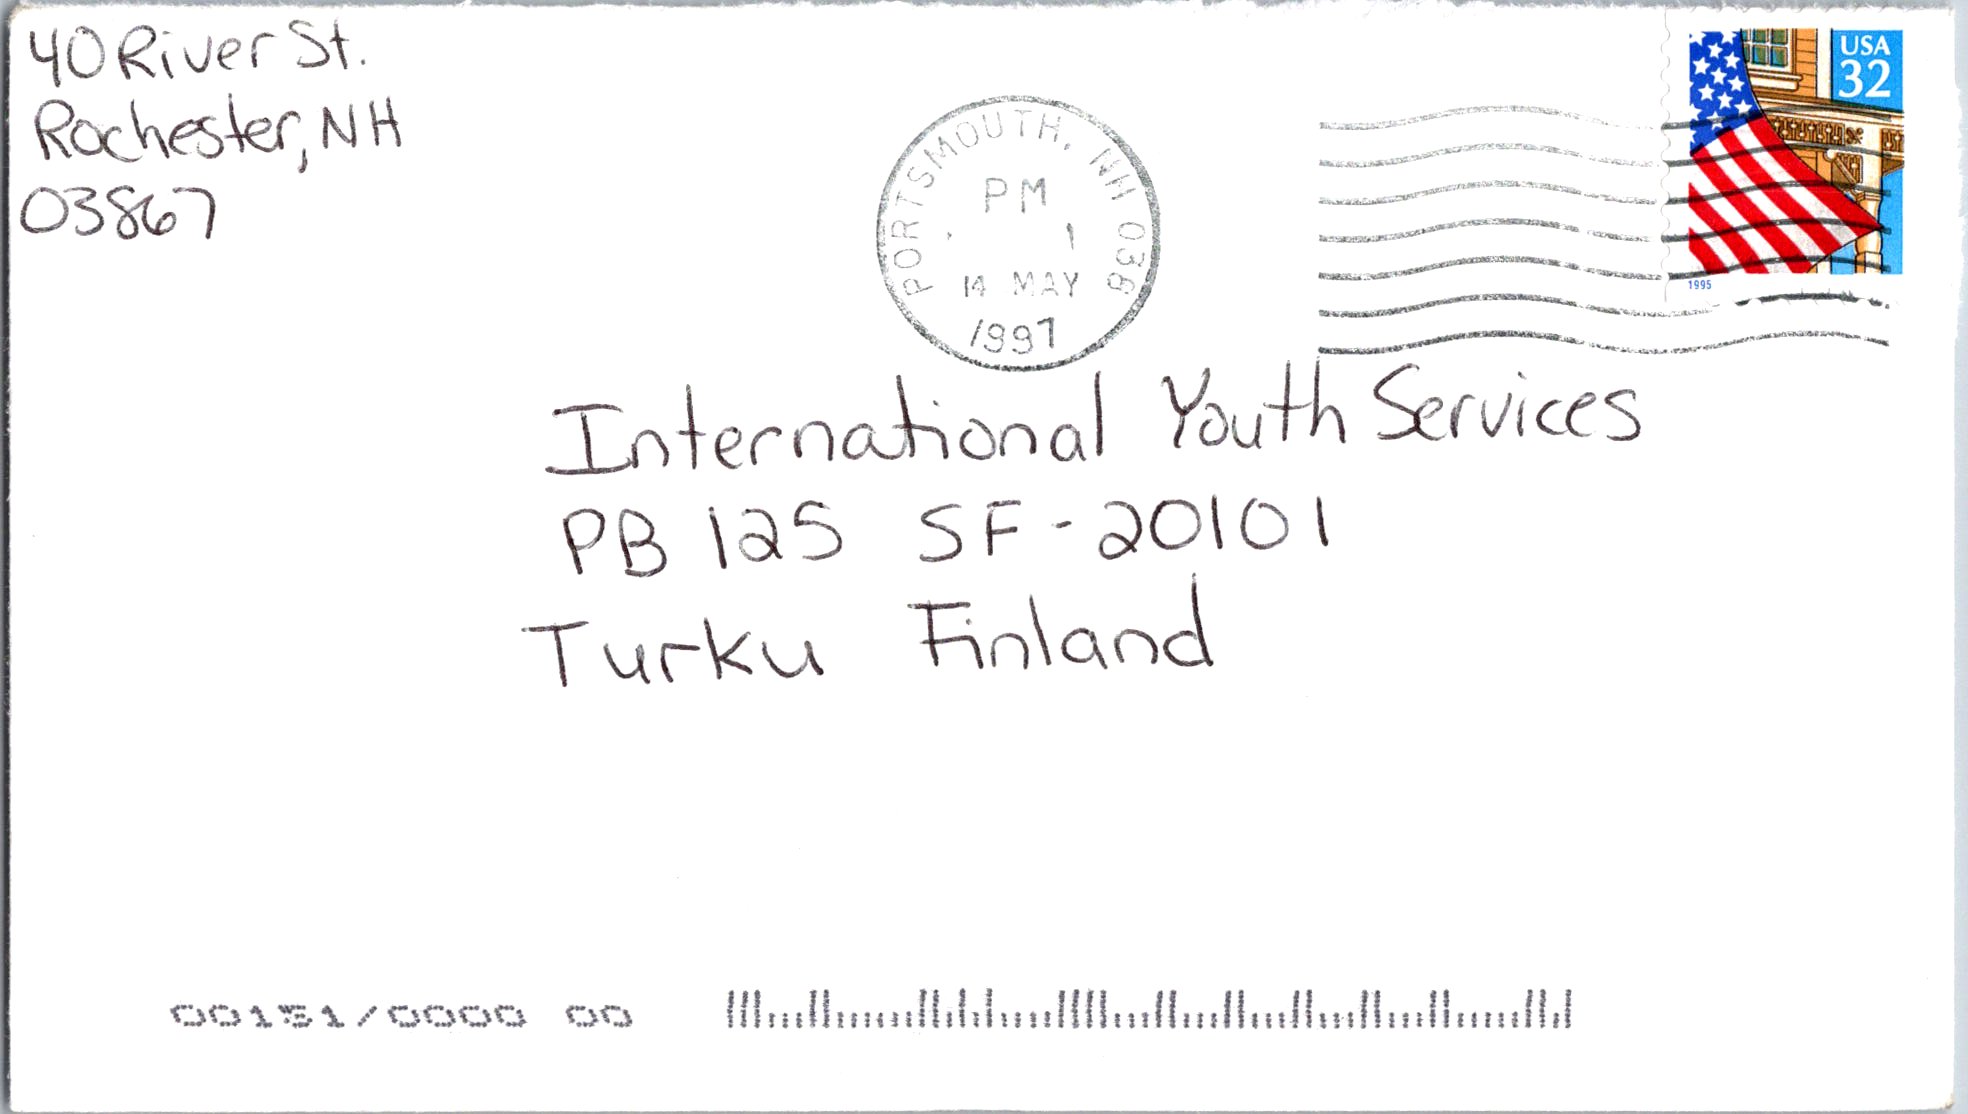 40 River St.
Rochester, NH
03867
USA
32
1995
PORTSMOUTH, NH 038
PM
1
14 MAY
1997
International Youth Services
PB 125 SF-20101
Turku Finland
00151/0000 00